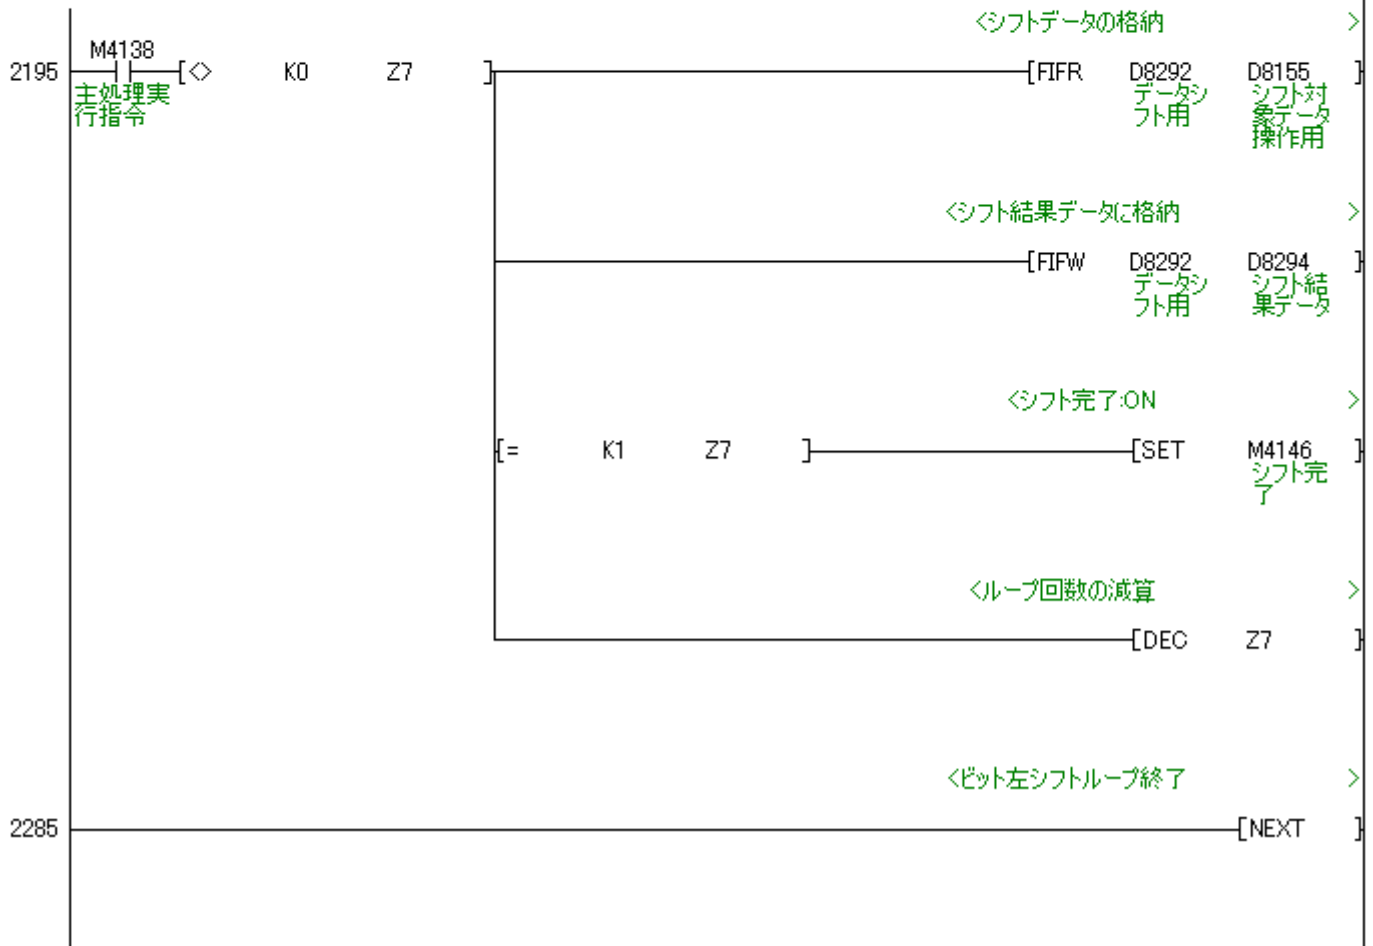 <シフトデータの格納 >
M4138
2195 [<> K0 Z7 ] [FIFR D8292 D8155 ]
主処理実 データシ シフト対
行指令 フト用 象データ
操作用
<シフト結果データに格納 >
[FIFW D8292 D8294 ]
データシ シフト結
フト用 果データ
<シフト完了:ON >
[= K1 Z7 ] [SET M4146 ]
シフト完
了
<ループ回数の減算 >
[DEC Z7 ]
<ビット左シフトループ終了 >
2285 [NEXT ]